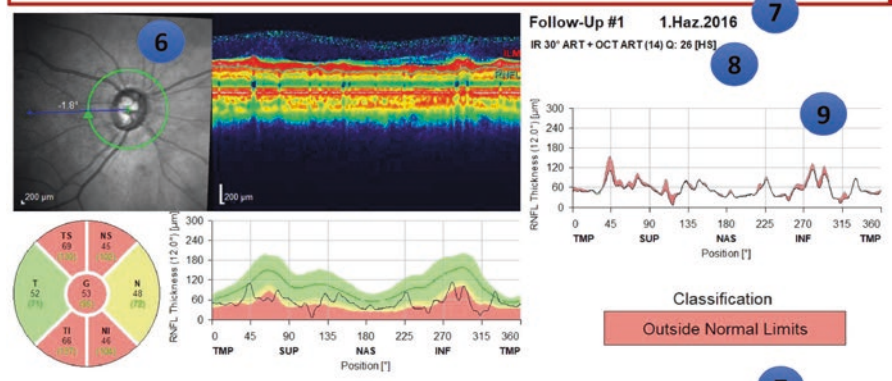 6
7
8
9
Follow-Up #1 1.Haz.2016
IR 30° ART + OCT ART (14) Q: 26 [HS]
-1.8°
200 µm
ILM
RNFL
200 µm
RNFL Thickness (12.0°) [µm]
300
240
180
120
60
0
0 45 90 135 180 225 270 315 360
TMP SUP NAS INF TMP
Position [°]
TS
69
NS
45
T
52
(71)
G
53
N
48
(72)
TI
66
NI
46
RNFL Thickness (12.0°) [µm]
300
240
180
120
60
0
0 45 90 135 180 225 270 315 360
TMP SUP NAS INF TMP
Position [°]
Classification
Outside Normal Limits